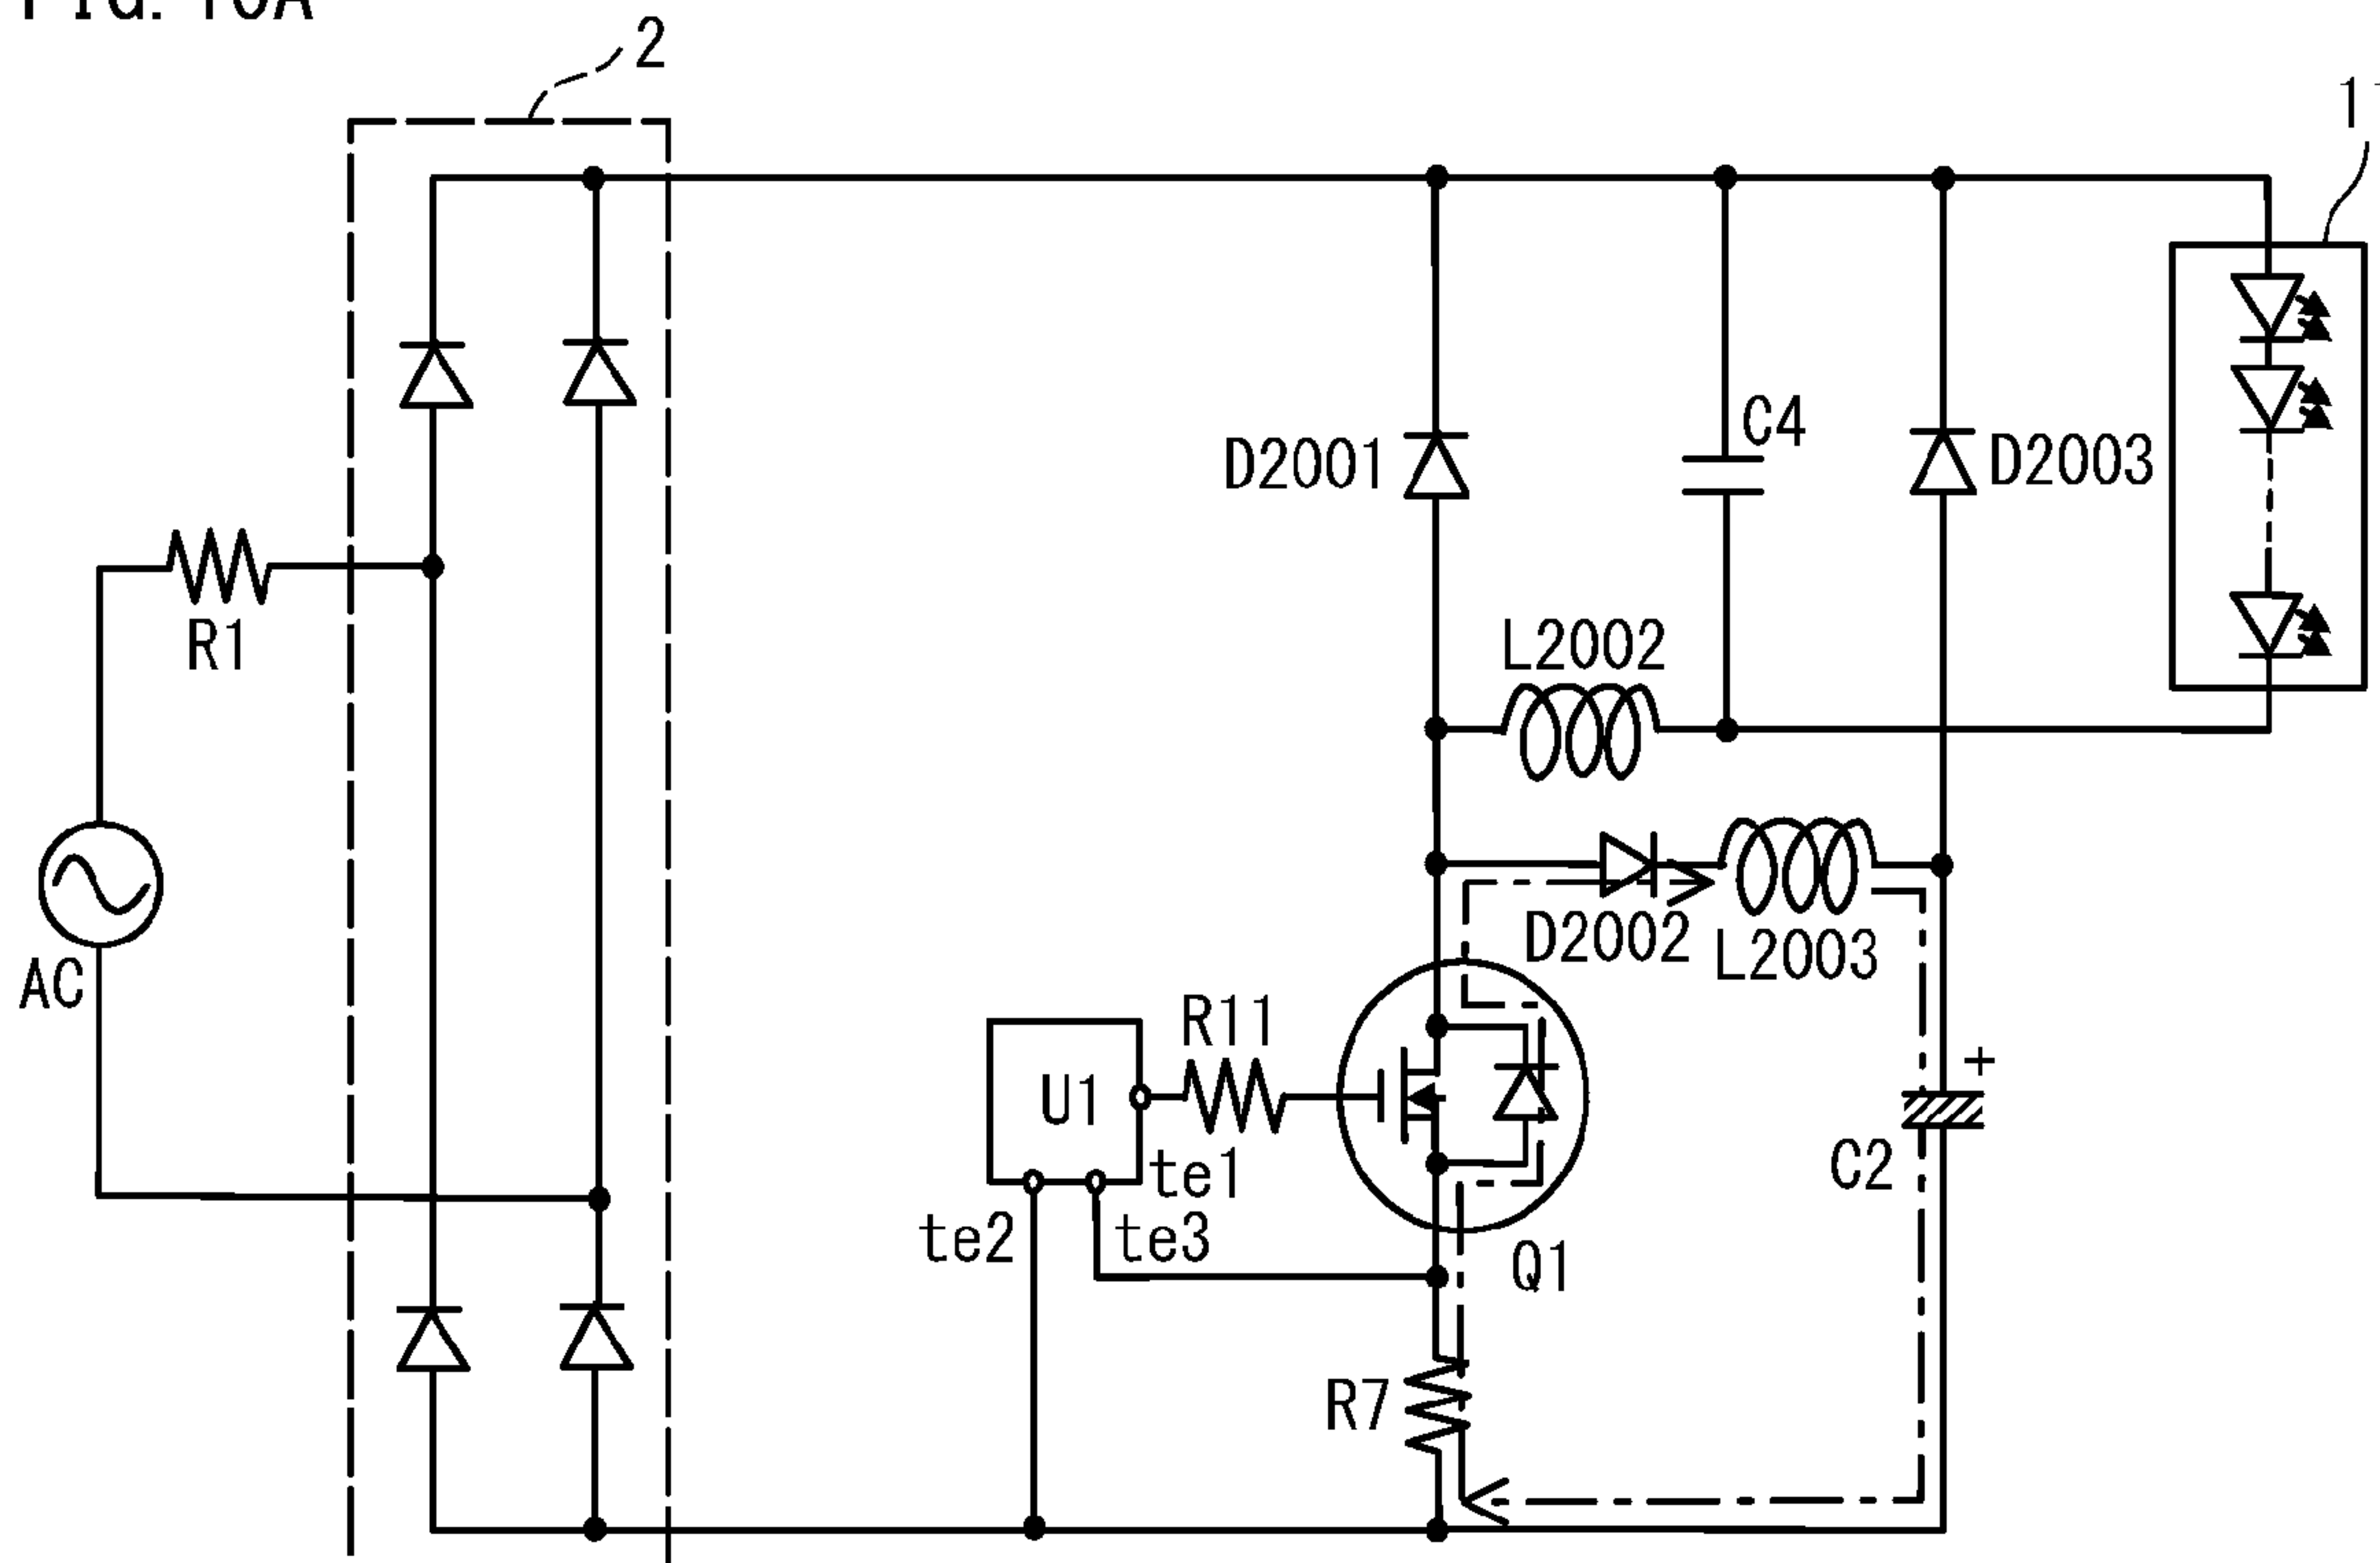 2
C4
D2001
D2003
R1
L2002
D2002
L2003
AC
R11
U1
+
te1
C2
te2
te3
Q1
R7